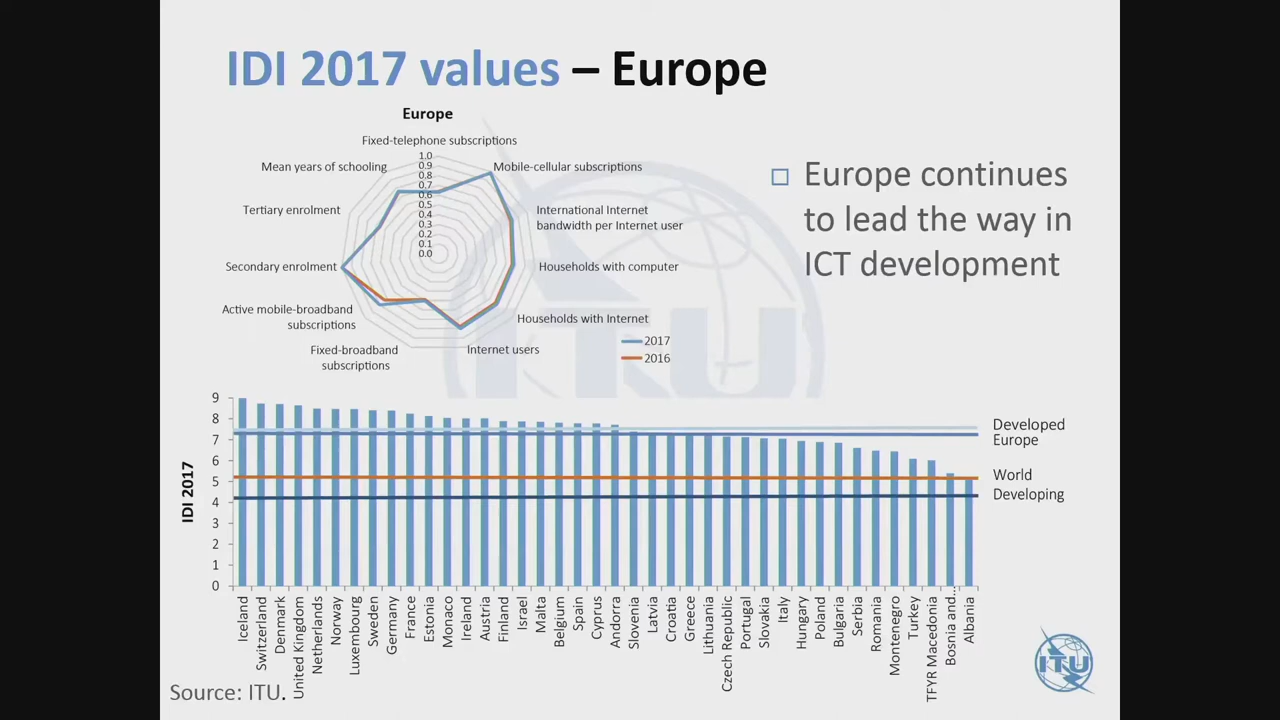 IDI 2017 values – Europe
Europe
Fixed-telephone subscriptions
Mobile-cellular subscriptions
International Internet
bandwidth per Internet user
Households with computer
Households with Internet
Internet users
Fixed-broadband
subscriptions
Active mobile-broadband
subscriptions
Secondary enrolment
Tertiary enrolment
Mean years of schooling
1.0
0.9
0.8
0.7
0.6
0.5
0.4
0.3
0.2
0.1
0.0
2017
2016
Europe continues
to lead the way in
ICT development
ITU
IDI 2017
9
8
7
6
5
4
3
2
1
0
Developed
Europe
World
Developing
Iceland
Switzerland
Denmark
United Kingdom
Netherlands
Norway
Luxembourg
Sweden
Germany
France
Estonia
Monaco
Ireland
Austria
Finland
Israel
Malta
Belgium
Spain
Cyprus
Andorra
Slovenia
Latvia
Croatia
Greece
Lithuania
Czech Republic
Portugal
Slovakia
Italy
Hungary
Poland
Bulgaria
Serbia
Romania
Montenegro
Turkey
TFYR Macedonia
Bosnia and...
Albania
Source: ITU.
ITU